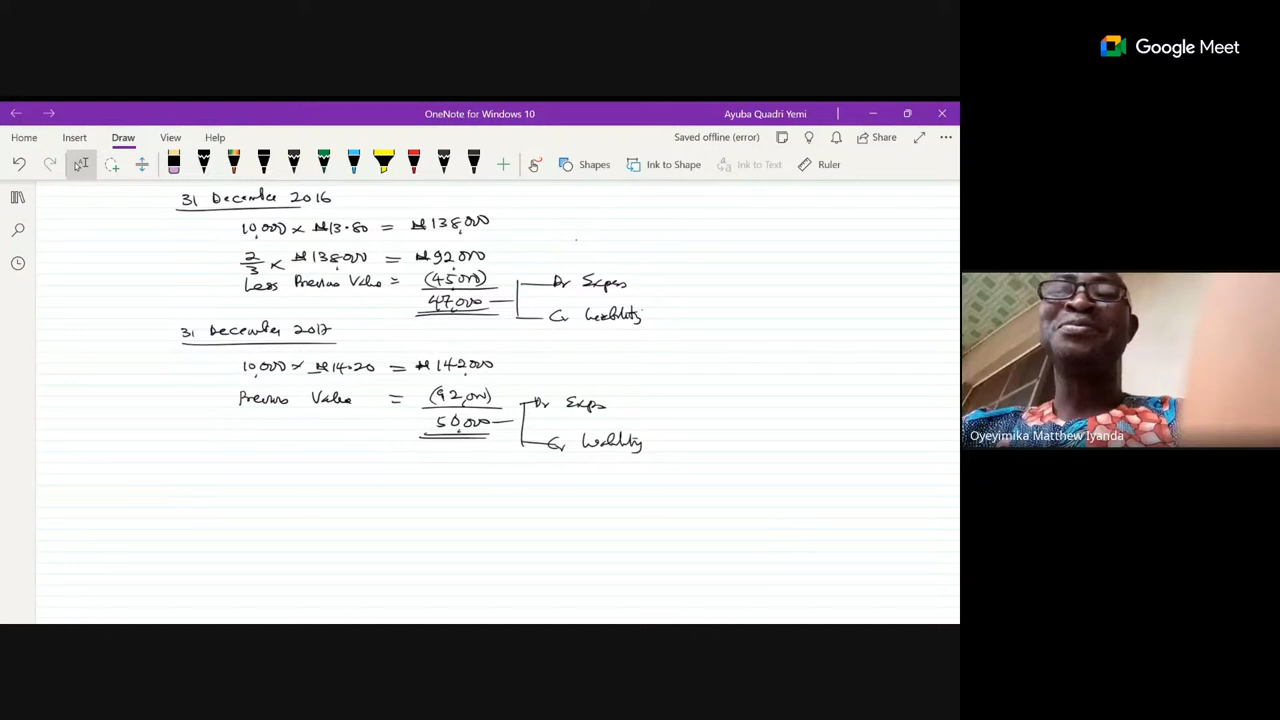 Google Meet
OneNote for Windows 10
Ayuba Quadri Yemi
Home Insert Draw View Help
Saved offline (error)
Share
Shapes
Ink to Shape
Ink to Text
Ruler
31 December 2016
10,000 × ₦13.80 = ₦138,000
2/3 × ₦138,000 = ₦92,000
Less Previous Value = (45,000)
47,000
Dr Expes
Cr liability
31 December 2017
10,000 × ₦14.20 = ₦142,000
Previous Value = (92,000)
50,000
Dr Exps
Cr liability
Oyeyimika Matthew Iyanda